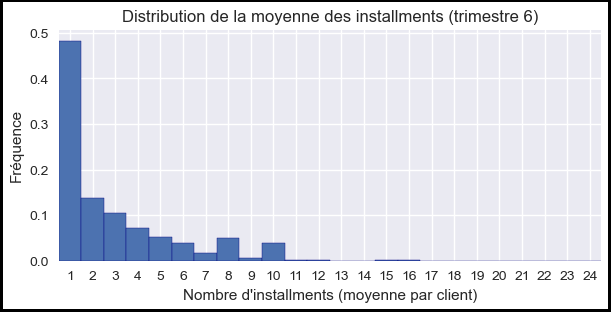 Distribution de la moyenne des installments (trimestre 6)
0.5
0.4
0.3
0.2
0.1
0.0
Fréquence
1 2 3 4 5 6 7 8 9 10 11 12 13 14 15 16 17 18 19 20 21 22 23 24
Nombre d'installments (moyenne par client)